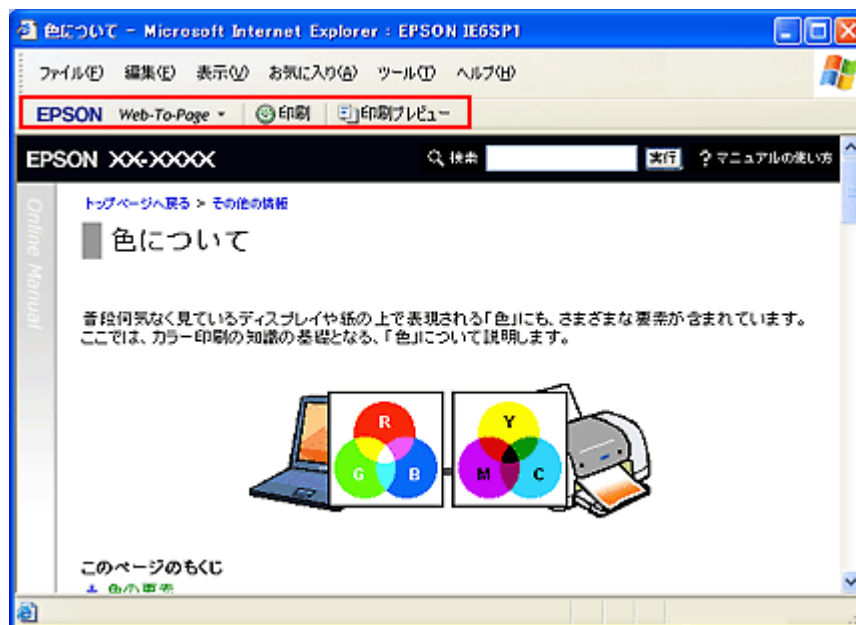 色について - Microsoft Internet Explorer : EPSON IE6SP1
ファイル(F) 編集(E) 表示(V) お気に入り(A) ツール(T) ヘルプ(H)
EPSON Web-To-Page 印刷 印刷プレビュー
EPSON XX-XXXX 検索 実行 ? マニュアルの使い方
Online Manual
トップページへ戻る > その他の情報
色について
普段何気なく見ているディスプレイや紙の上で表現される「色」にも、さまざまな要素が含まれています。
ここでは、カラー印刷の知識の基礎となる、「色」について説明します。
R Y
G B M C
このページのもくじ
色の要素